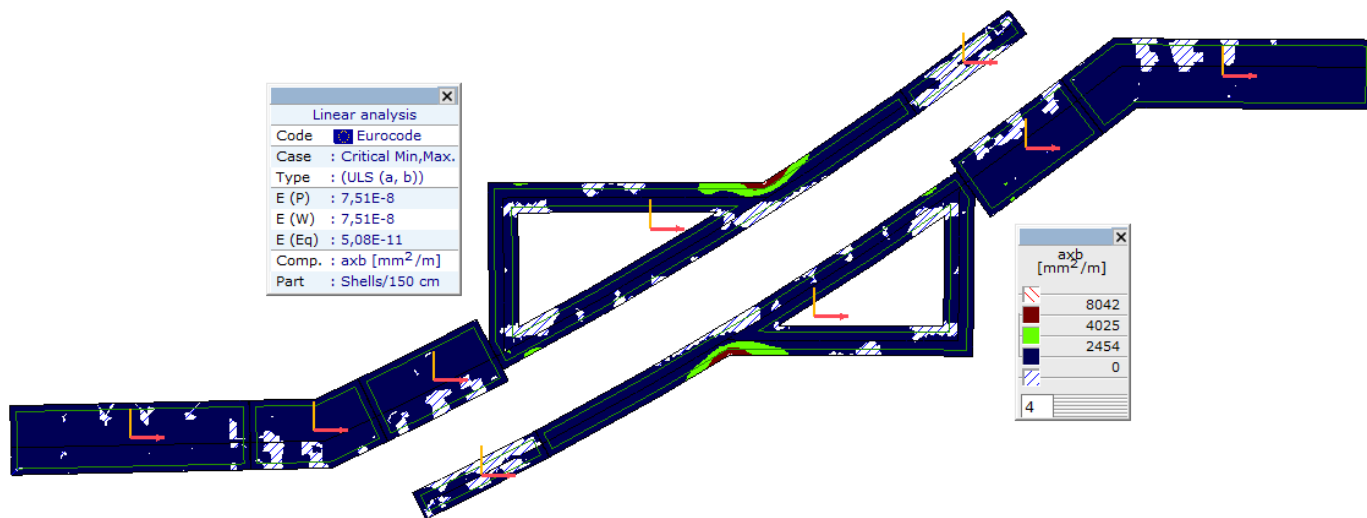 Linear analysis
Code Eurocode
Case : Critical Min,Max.
Type : (ULS (a, b))
E (P) : 7,51E-8
E (W) : 7,51E-8
E (Eq) : 5,08E-11
Comp. : axb [mm²/m]
Part : Shells/150 cm
axb
[mm²/m]
8042
4025
2454
0
4